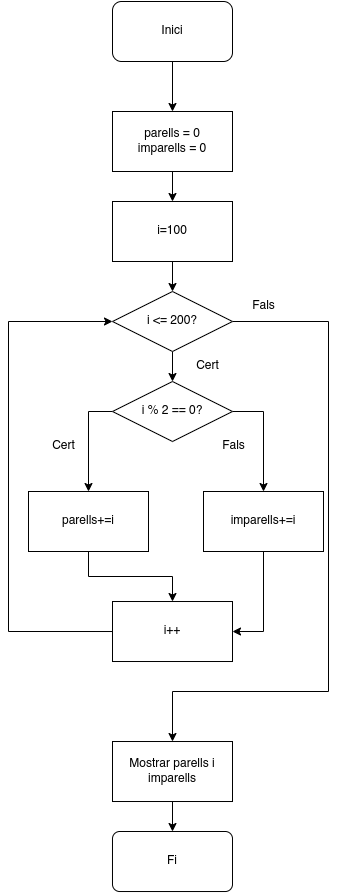 Inici
parells = 0
imparells = 0
i=100
Fals
i <= 200?
Cert
i % 2 == 0?
Cert
Fals
parells+=i
imparells+=i
i++
Mostrar parells i
imparells
Fi